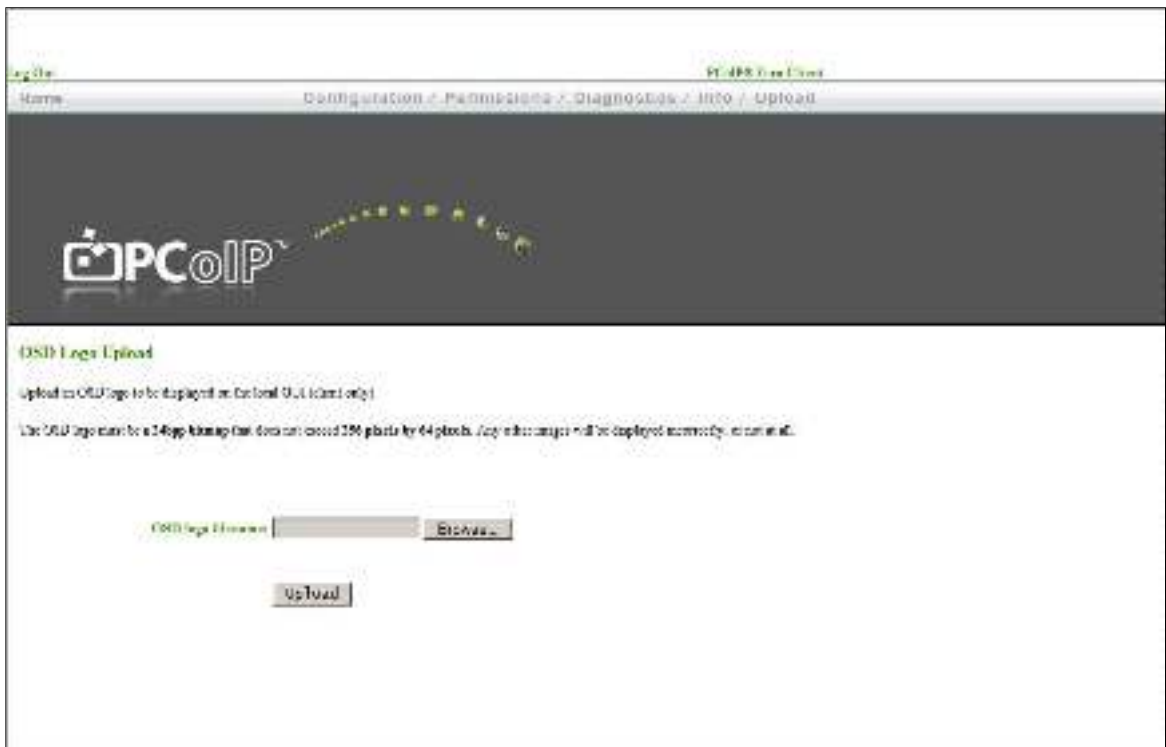 Log Out
PCoIP® Zero Client
Home
Configuration / Permissions / Diagnostics / Info / Upload
PCoIP™
OSD Logo Upload
Upload an OSD logo to be displayed on the local GUI (client only)
The OSD logo must be a 24bpp bitmap that does not exceed 256 pixels by 64 pixels. Any other images will be displayed incorrectly, or not at all.
OSD logo filename
Browse...
Upload